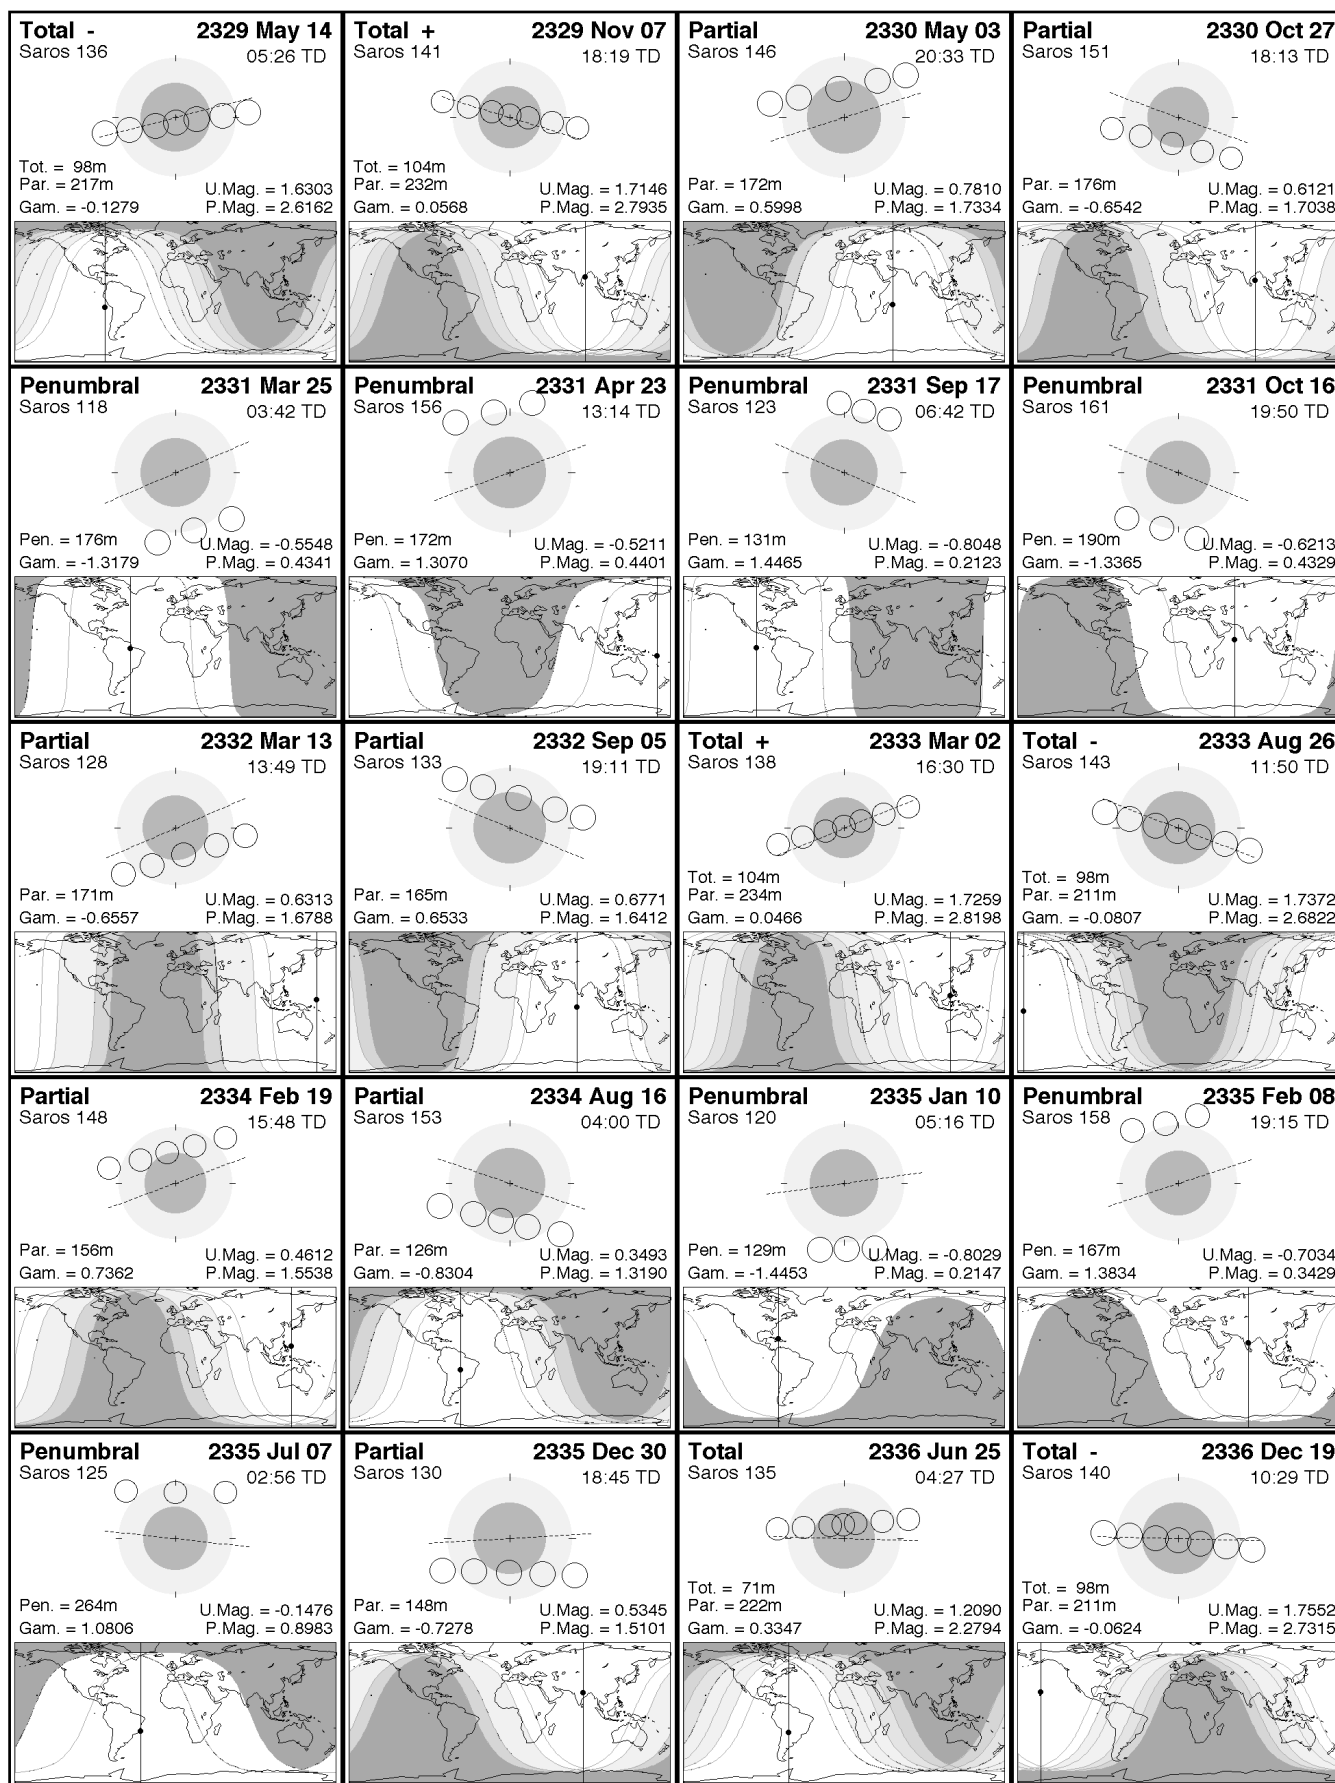 Total - 2329 May 14
Saros 136 05:26 TD
Tot. = 98m
Par. = 217m U.Mag. = 1.6303
Gam. = -0.1279 P.Mag. = 2.6162
Total + 2329 Nov 07
Saros 141 18:19 TD
Tot. = 104m
Par. = 232m U.Mag. = 1.7146
Gam. = 0.0568 P.Mag. = 2.7935
Partial 2330 May 03
Saros 146 20:33 TD
Par. = 172m U.Mag. = 0.7810
Gam. = 0.5998 P.Mag. = 1.7334
Partial 2330 Oct 27
Saros 151 18:13 TD
Par. = 176m U.Mag. = 0.6121
Gam. = -0.6542 P.Mag. = 1.7038
Penumbral 2331 Mar 25
Saros 118 03:42 TD
Pen. = 176m U.Mag. = -0.5548
Gam. = -1.3179 P.Mag. = 0.4341
Penumbral 2331 Apr 23
Saros 156 13:14 TD
Pen. = 172m U.Mag. = -0.5211
Gam. = 1.3070 P.Mag. = 0.4401
Penumbral 2331 Sep 17
Saros 123 06:42 TD
Pen. = 131m U.Mag. = -0.8048
Gam. = 1.4465 P.Mag. = 0.2123
Penumbral 2331 Oct 16
Saros 161 19:50 TD
Pen. = 190m U.Mag. = -0.6213
Gam. = -1.3365 P.Mag. = 0.4329
Partial 2332 Mar 13
Saros 128 13:49 TD
Par. = 171m U.Mag. = 0.6313
Gam. = -0.6557 P.Mag. = 1.6788
Partial 2332 Sep 05
Saros 133 19:11 TD
Par. = 165m U.Mag. = 0.6771
Gam. = 0.6533 P.Mag. = 1.6412
Total + 2333 Mar 02
Saros 138 16:30 TD
Tot. = 104m
Par. = 234m U.Mag. = 1.7259
Gam. = 0.0466 P.Mag. = 2.8198
Total - 2333 Aug 26
Saros 143 11:50 TD
Tot. = 98m
Par. = 211m U.Mag. = 1.7372
Gam. = -0.0807 P.Mag. = 2.6822
Partial 2334 Feb 19
Saros 148 15:48 TD
Par. = 156m U.Mag. = 0.4612
Gam. = 0.7362 P.Mag. = 1.5538
Partial 2334 Aug 16
Saros 153 04:00 TD
Par. = 126m U.Mag. = 0.3493
Gam. = -0.8304 P.Mag. = 1.3190
Penumbral 2335 Jan 10
Saros 120 05:16 TD
Pen. = 129m U.Mag. = -0.8029
Gam. = -1.4453 P.Mag. = 0.2147
Penumbral 2335 Feb 08
Saros 158 19:15 TD
Pen. = 167m U.Mag. = -0.7034
Gam. = 1.3834 P.Mag. = 0.3429
Penumbral 2335 Jul 07
Saros 125 02:56 TD
Pen. = 264m U.Mag. = -0.1476
Gam. = 1.0806 P.Mag. = 0.8983
Partial 2335 Dec 30
Saros 130 18:45 TD
Par. = 148m U.Mag. = 0.5345
Gam. = -0.7278 P.Mag. = 1.5101
Total 2336 Jun 25
Saros 135 04:27 TD
Tot. = 71m
Par. = 222m U.Mag. = 1.2090
Gam. = 0.3347 P.Mag. = 2.2794
Total - 2336 Dec 19
Saros 140 10:29 TD
Tot. = 98m
Par. = 211m U.Mag. = 1.7552
Gam. = -0.0624 P.Mag. = 2.7315